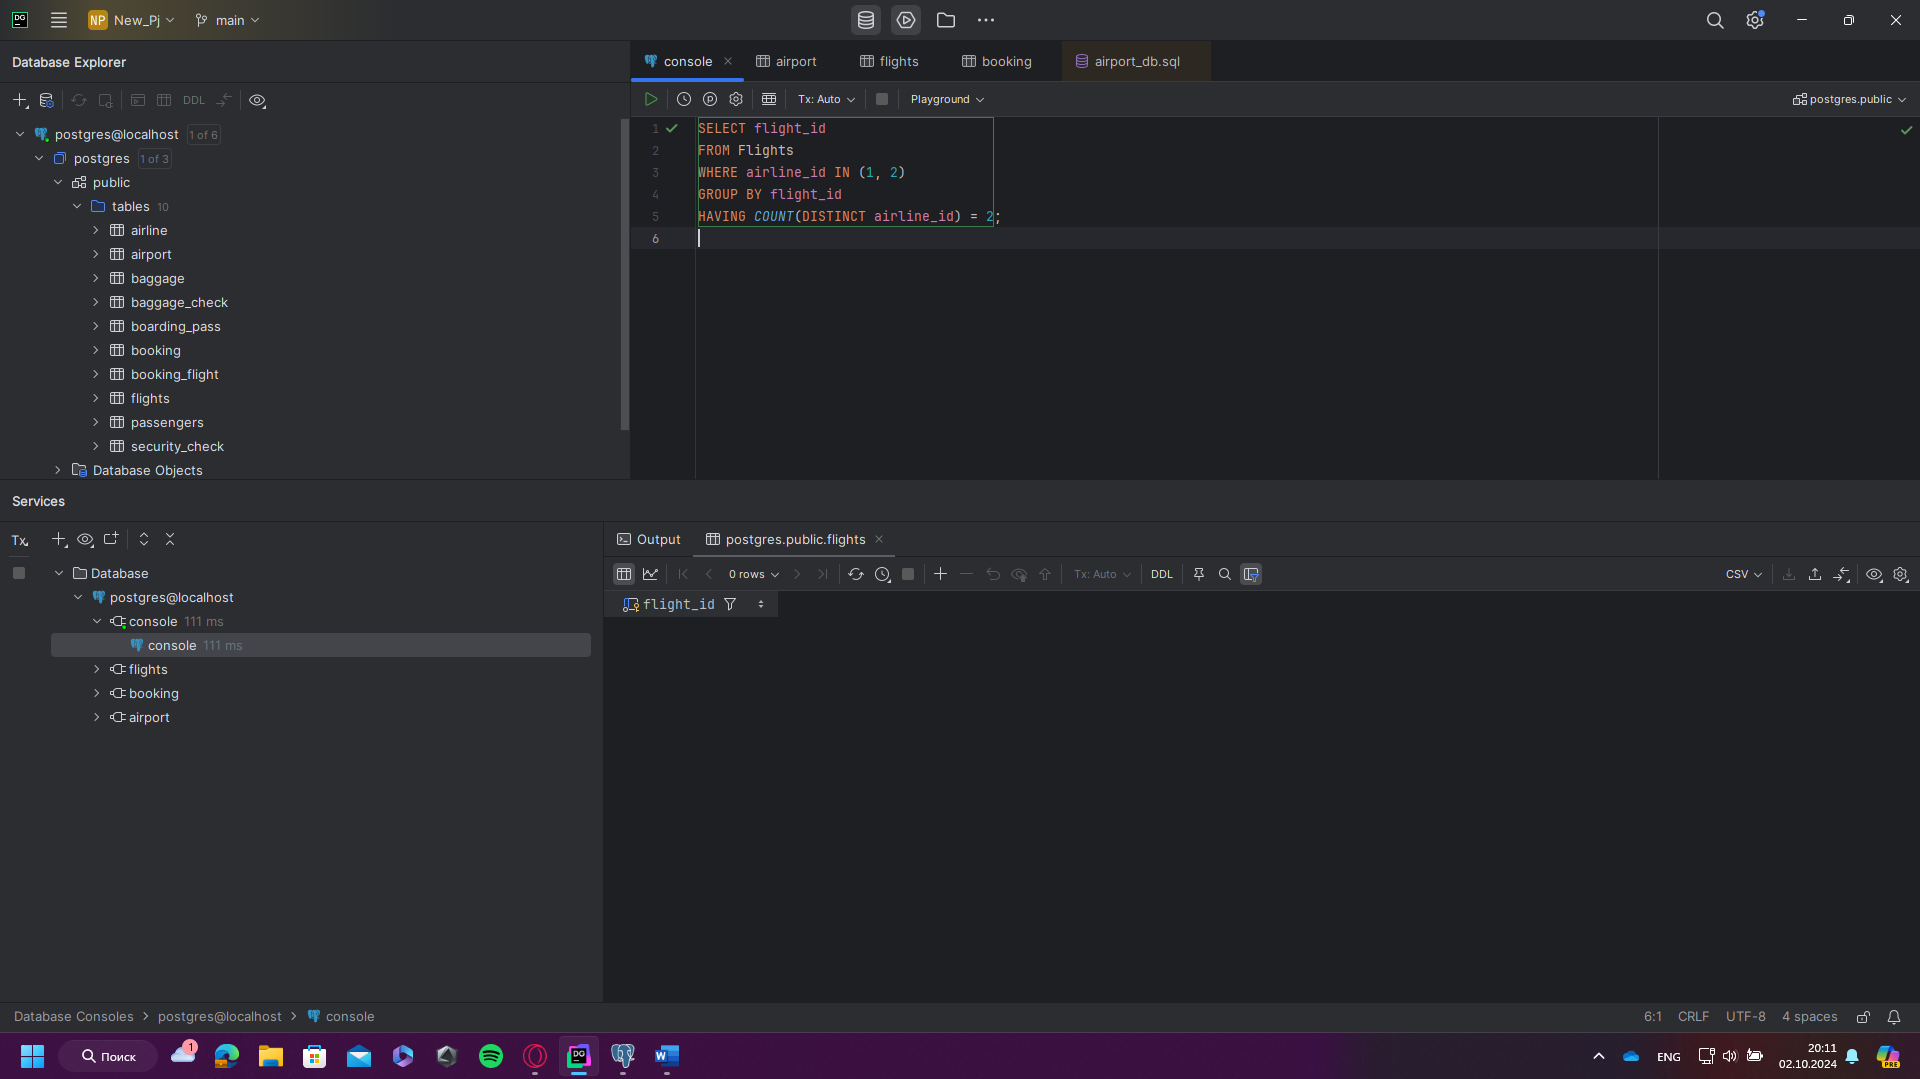 NP New_Pj main
Database Explorer
console airport flights booking airport_db.sql
DDL
Tx: Auto Playground postgres.public
postgres@localhost 1 of 6
postgres 1 of 3
public
tables 10
airline
airport
baggage
baggage_check
boarding_pass
booking
booking_flight
flights
passengers
security_check
Database Objects
1 SELECT flight_id
2 FROM Flights
3 WHERE airline_id IN (1, 2)
4 GROUP BY flight_id
5 HAVING COUNT(DISTINCT airline_id) = 2;
6
Services
Tx
Database
postgres@localhost
console 111 ms
console 111 ms
flights
booking
airport
Output postgres.public.flights
0 rows Tx: Auto DDL CSV
flight_id
Database Consoles postgres@localhost console
6:1 CRLF UTF-8 4 spaces
Поиск
1
DG
W
ENG
20:11
02.10.2024
PRE